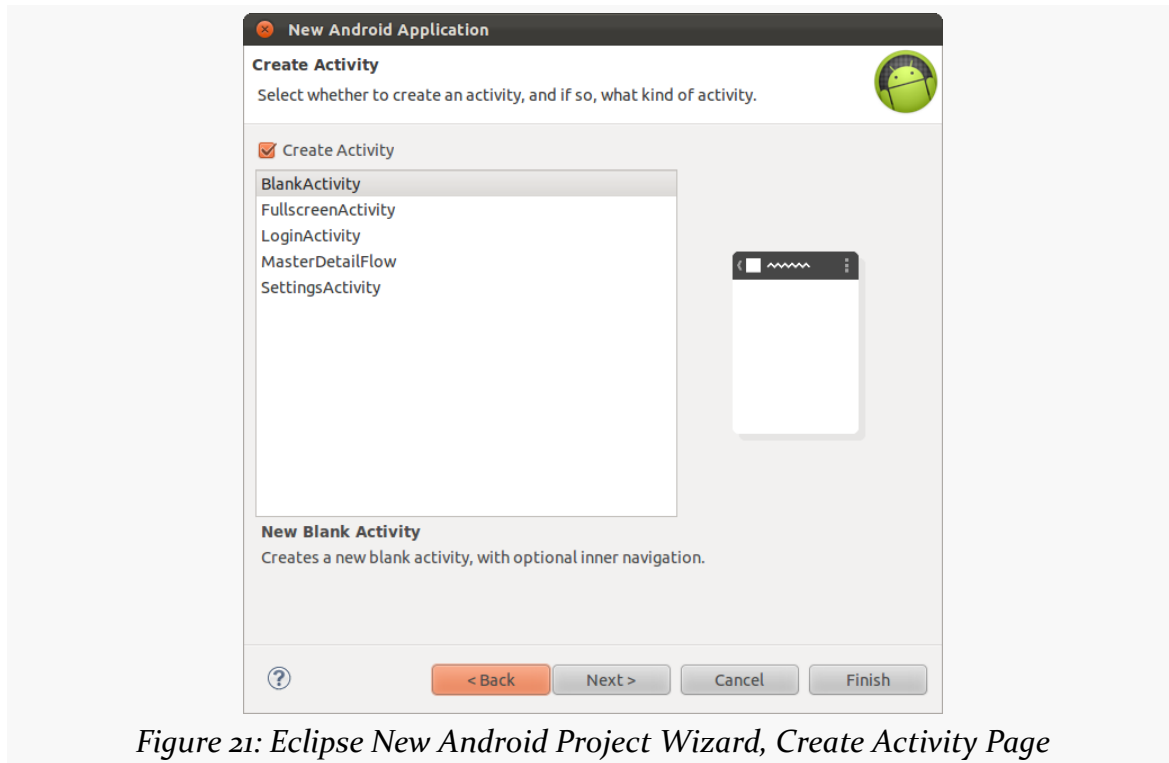 New Android Application
Create Activity
Select whether to create an activity, and if so, what kind of activity.
Create Activity
BlankActivity
FullscreenActivity
LoginActivity
MasterDetailFlow
SettingsActivity
New Blank Activity
Creates a new blank activity, with optional inner navigation.
? < Back Next > Cancel Finish
Figure 21: Eclipse New Android Project Wizard, Create Activity Page